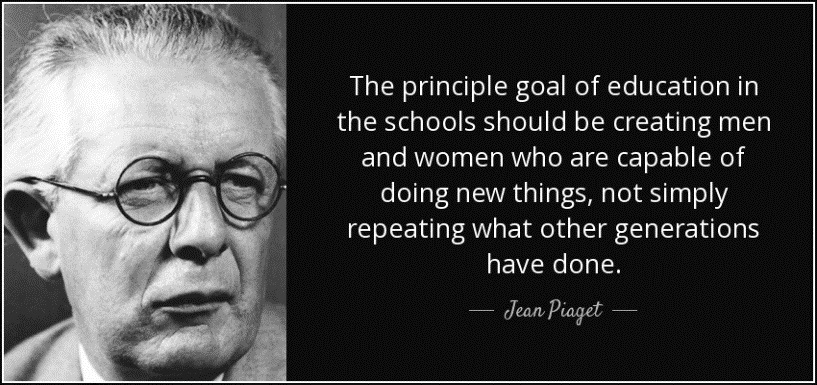 The principle goal of education in
the schools should be creating men
and women who are capable of
doing new things, not simply
repeating what other generations
have done.
Jean Piaget